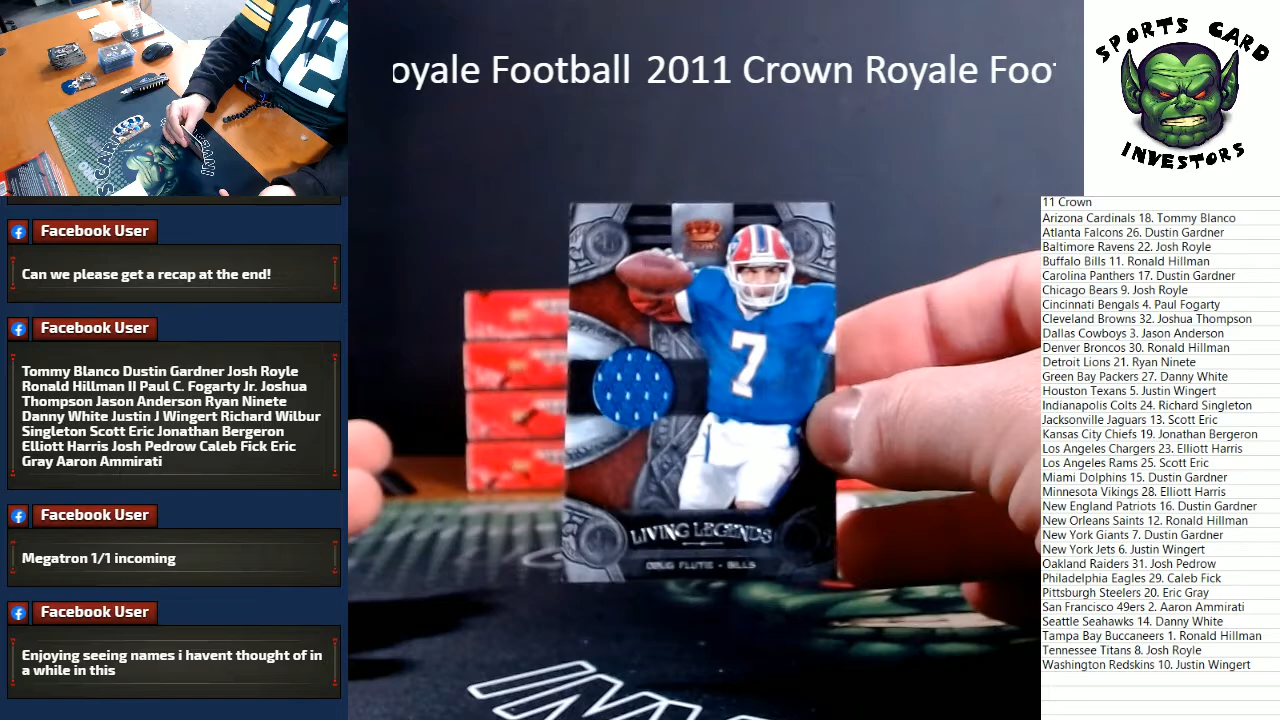 oyale Football 2011 Crown Royale Foo
SPORTS CARD
INVESTORS
12
Facebook User
Can we please get a recap at the end!
Facebook User
Tommy Blanco Dustin Gardner Josh Royle
Ronald Hillman II Paul C. Fogarty Jr. Joshua
Thompson Jason Anderson Ryan Ninete
Danny White Justin J Wingert Richard Wilbur
Singleton Scott Eric Jonathan Bergeron
Elliott Harris Josh Pedrow Caleb Fick Eric
Gray Aaron Ammirati
Facebook User
Megatron 1/1 incoming
Facebook User
Enjoying seeing names i havent thought of in
a while in this
7
LIVING LEGENDS
DOUG FLUTIE - BILLS
11 Crown
Arizona Cardinals 18. Tommy Blanco
Atlanta Falcons 26. Dustin Gardner
Baltimore Ravens 22. Josh Royle
Buffalo Bills 11. Ronald Hillman
Carolina Panthers 17. Dustin Gardner
Chicago Bears 9. Josh Royle
Cincinnati Bengals 4. Paul Fogarty
Cleveland Browns 32. Joshua Thompson
Dallas Cowboys 3. Jason Anderson
Denver Broncos 30. Ronald Hillman
Detroit Lions 21. Ryan Ninete
Green Bay Packers 27. Danny White
Houston Texans 5. Justin Wingert
Indianapolis Colts 24. Richard Singleton
Jacksonville Jaguars 13. Scott Eric
Kansas City Chiefs 19. Jonathan Bergeron
Los Angeles Chargers 23. Elliott Harris
Los Angeles Rams 25. Scott Eric
Miami Dolphins 15. Dustin Gardner
Minnesota Vikings 28. Elliott Harris
New England Patriots 16. Dustin Gardner
New Orleans Saints 12. Ronald Hillman
New York Giants 7. Dustin Gardner
New York Jets 6. Justin Wingert
Oakland Raiders 31. Josh Pedrow
Philadelphia Eagles 29. Caleb Fick
Pittsburgh Steelers 20. Eric Gray
San Francisco 49ers 2. Aaron Ammirati
Seattle Seahawks 14. Danny White
Tampa Bay Buccaneers 1. Ronald Hillman
Tennessee Titans 8. Josh Royle
Washington Redskins 10. Justin Wingert